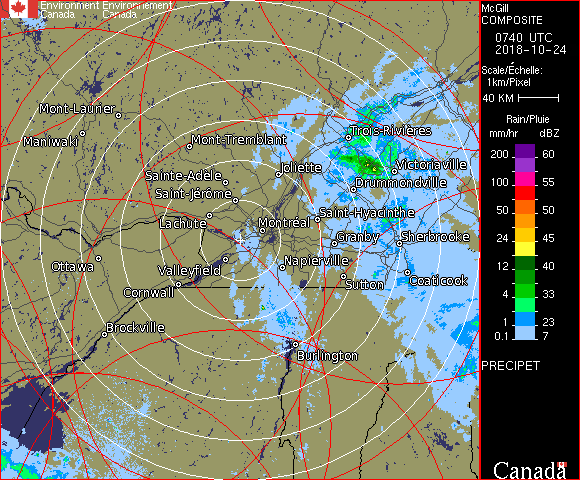 Environment Environnement
Canada Canada
McGill
COMPOSITE
0740 UTC
2018-10-24
Scale/Échelle:
1km/Pixel
40 KM
Rain/Pluie
mm/hr dBZ
200 60
100 55
50 50
24 45
12 40
4 33
1 23
0.1 7
PRECIPET
Canada
Mont-Laurier
Maniwaki
Mont-Tremblant
Trois-Rivières
Joliette
Victoriaville
Sainte-Adèle
Drummondville
Saint-Jérôme
Saint-Hyacinthe
Lachute
Montréal
Granby
Sherbrooke
Ottawa
Valleyfield
Napierville
Sutton
Coaticook
Cornwall
Brockville
Burlington